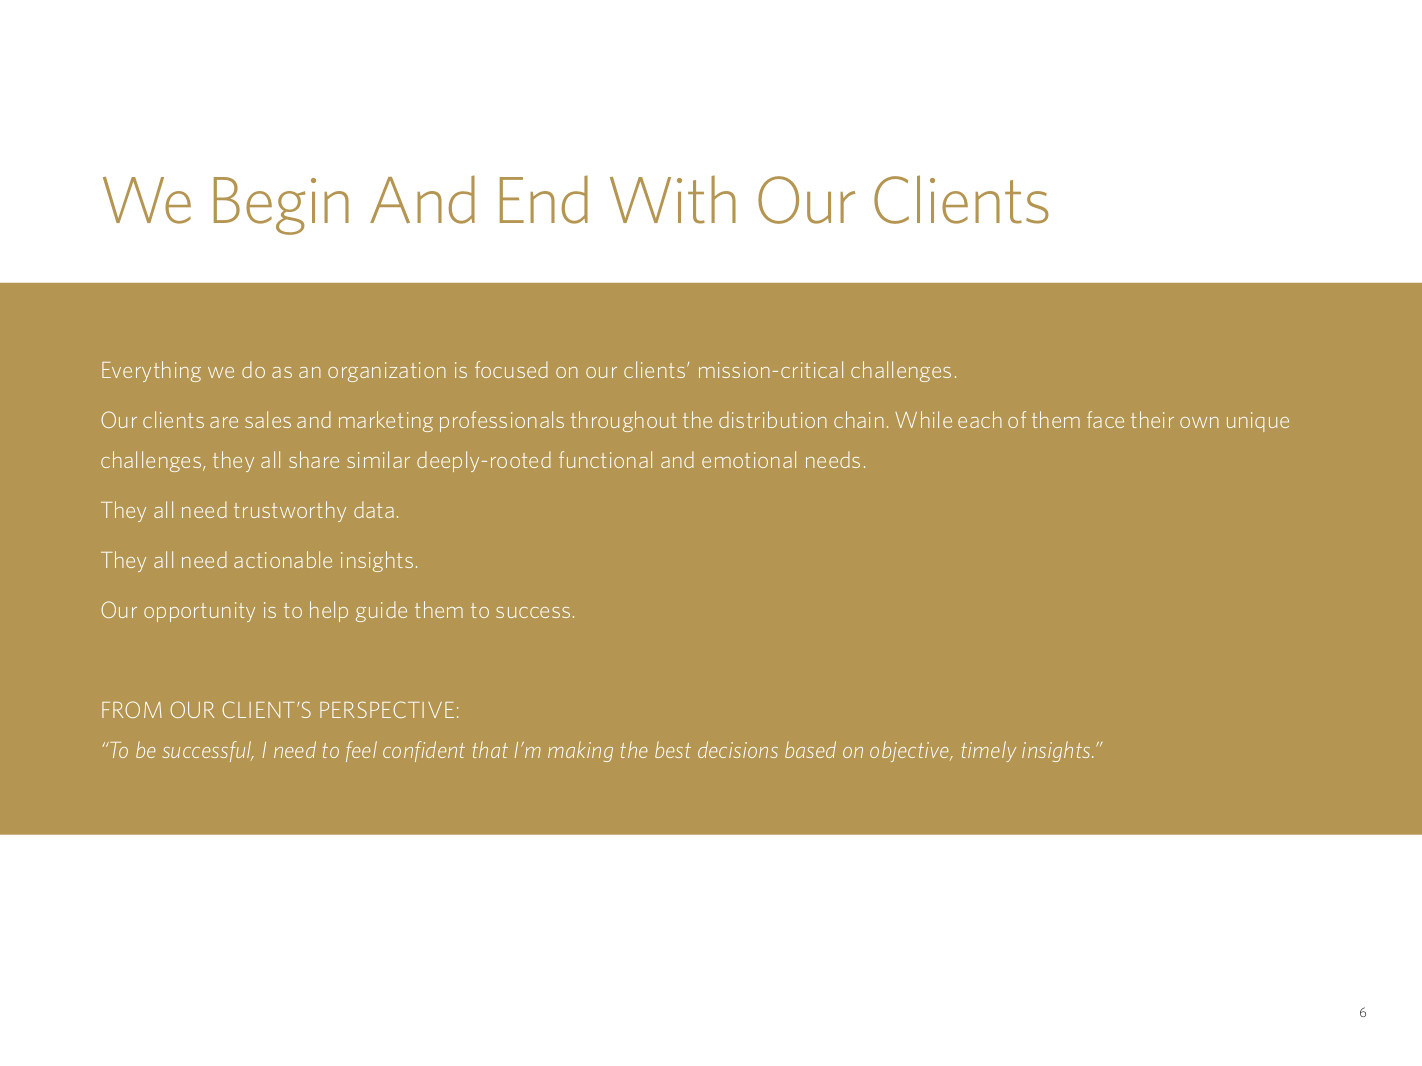 We Begin And End With Our Clients
Everything we do as an organization is focused on our clients’ mission-critical challenges.
Our clients are sales and marketing professionals throughout the distribution chain. While each of them face their own unique
challenges, they all share similar deeply-rooted functional and emotional needs.
They all need trustworthy data.
They all need actionable insights.
Our opportunity is to help guide them to success.
FROM OUR CLIENT’S PERSPECTIVE:
“To be successful, I need to feel confident that I’m making the best decisions based on objective, timely insights.”
6